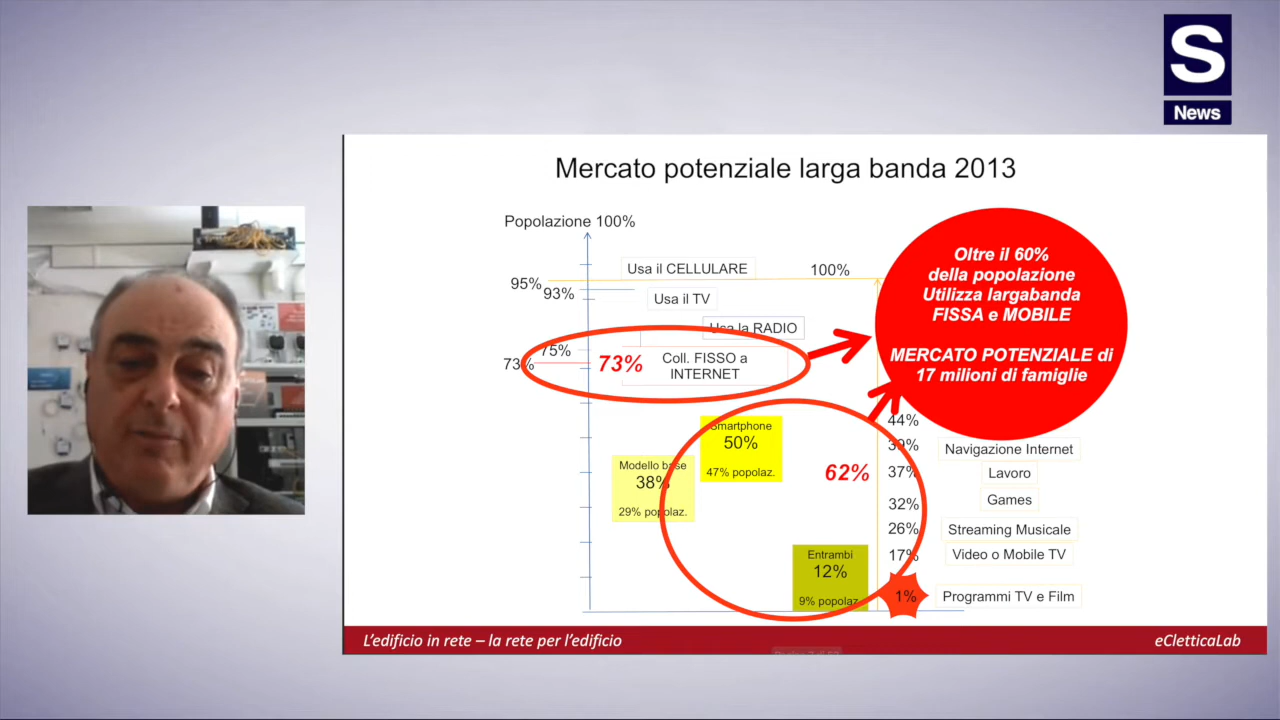 S
News
Mercato potenziale larga banda 2013
Popolazione 100%
Usa il CELLULARE
100%
95%
93%
Usa il TV
Usa la RADIO
75%
73%
73%
Coll. FISSO a
INTERNET
Oltre il 60%
della popolazione
Utilizza largabanda
FISSA e MOBILE
MERCATO POTENZIALE di
17 milioni di famiglie
Smartphone
50%
47% popolaz.
Modello base
38%
29% popolaz.
62%
Entrambi
12%
9% popolaz.
44%
39%
Navigazione Internet
37%
Lavoro
32%
Games
26%
Streaming Musicale
17%
Video o Mobile TV
1%
Programmi TV e Film
L'edificio in rete – la rete per l'edificio
eCletticaLab